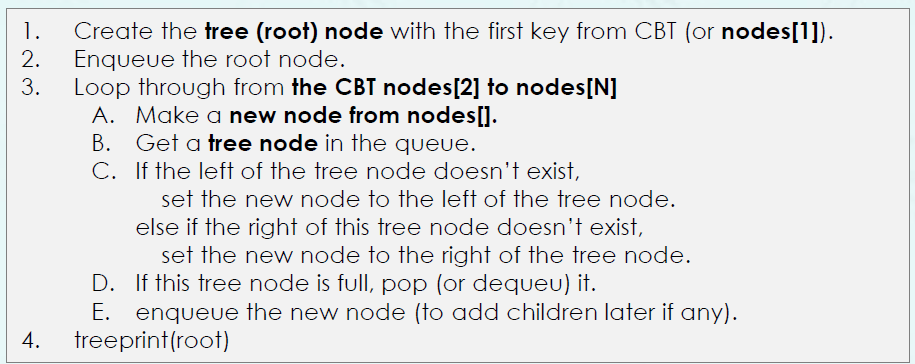 1. Create the tree (root) node with the first key from CBT (or nodes[1]).
2. Enqueue the root node.
3. Loop through from the CBT nodes[2] to nodes[N]
A. Make a new node from nodes[].
B. Get a tree node in the queue.
C. If the left of the tree node doesn't exist,
set the new node to the left of the tree node.
else if the right of this tree node doesn't exist,
set the new node to the right of the tree node.
D. If this tree node is full, pop (or dequeu) it.
E. enqueue the new node (to add children later if any).
4. treeprint(root)